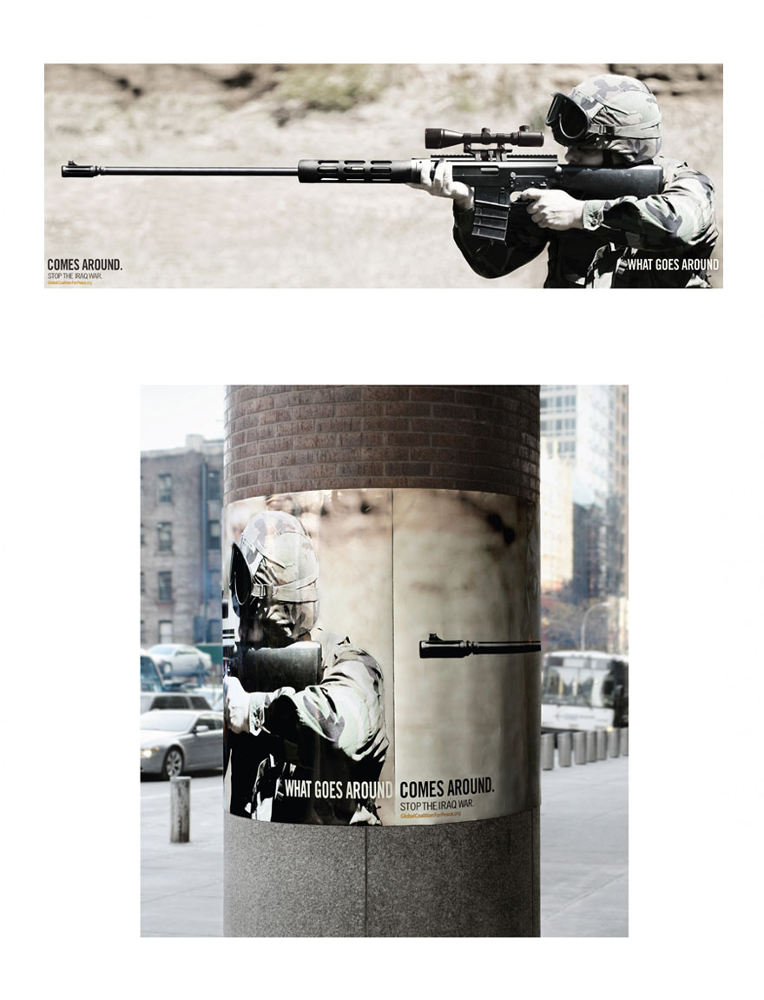 COMES AROUND.
STOP THE IRAQ WAR.
GlobalCoalitionForPeace.org
WHAT GOES AROUND
WHAT GOES AROUND COMES AROUND.
STOP THE IRAQ WAR.
GlobalCoalitionForPeace.org